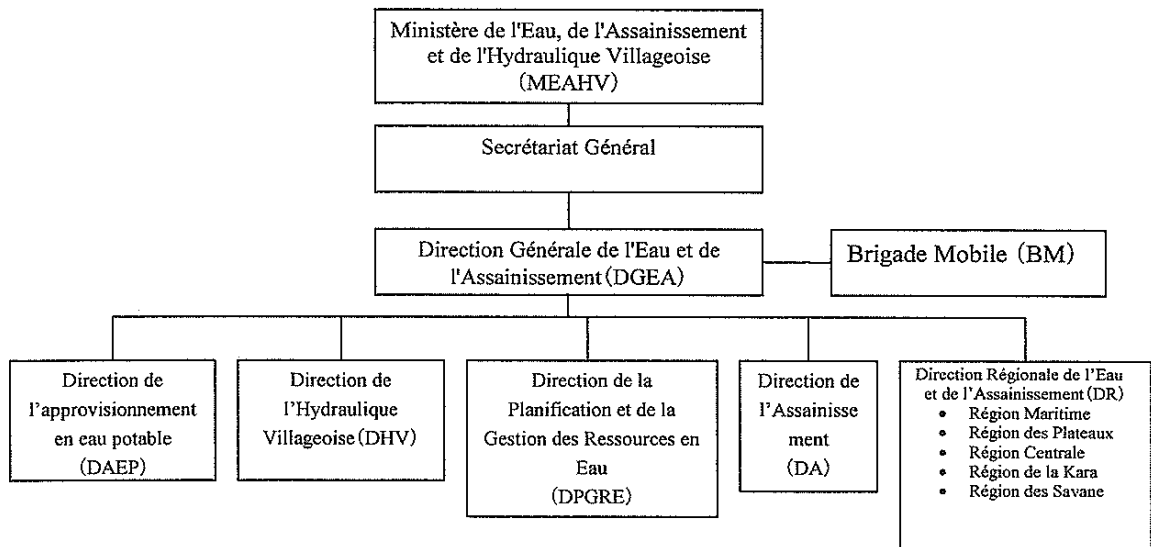 Ministère de l'Eau, de l'Assainissement
et de l'Hydraulique Villageoise
(MEAHV)
Secrétariat Général
Direction Générale de l'Eau et de
l'Assainissement(DGEA)
Brigade Mobile (BM)
Direction de
l'approvisionnement
en eau potable
(DAEP)
Direction de
l'Hydraulique
Villageoise(DHV)
Direction de la
Planification et de la
Gestion des Ressources en
Eau
(DPGRE)
Direction de
l'Assainisse
ment
(DA)
Direction Régionale de l'Eau
et de l'Assainissement(DR)
• Région Maritime
• Région des Plateaux
• Région Centrale
• Région de la Kara
• Région des Savane